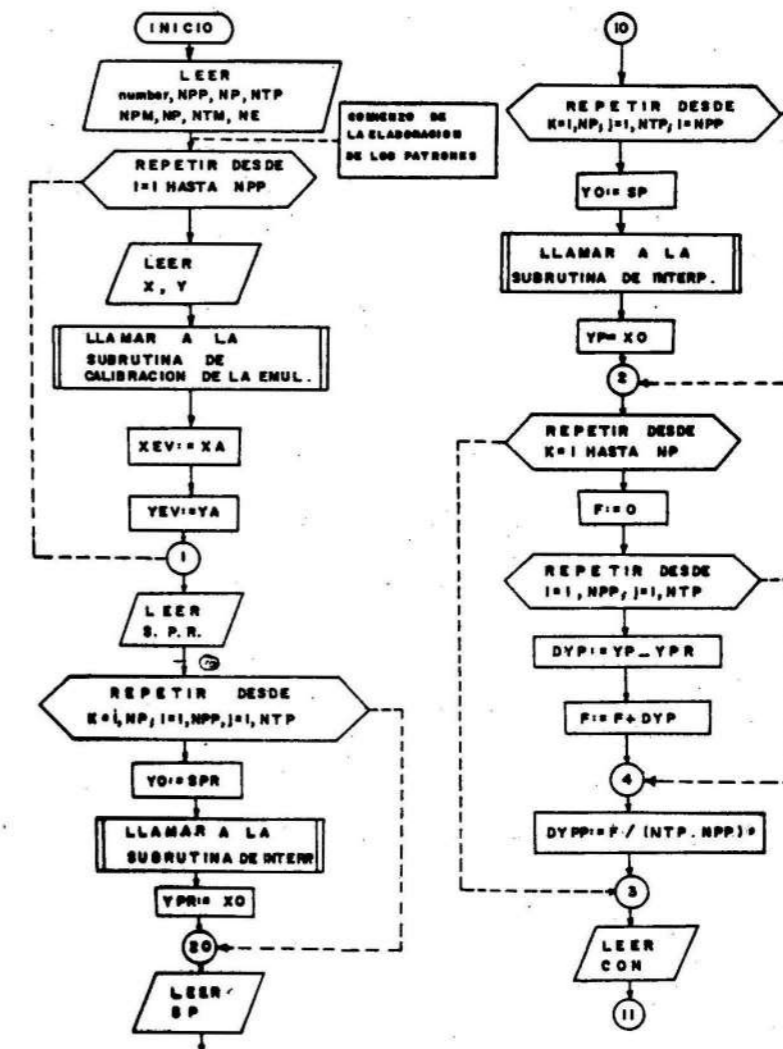 INICIO
LEER
number, NPP, NP, NTP
NPM, NP, NTM, NE
COMIENZO DE
LA ELABORACION
DE LOS PATRONES
REPETIR DESDE
I=1 HASTA NPP
LEER
X, Y
LLAMAR A LA
SUBRUTINA DE
CALIBRACION DE LA EMUL.
XEV:=XA
YEV:=YA
1
LEER
S. P. R.
REPETIR DESDE
K=1, NP; I=1, NPP, J=1, NTP
YO:=SPR
LLAMAR A LA
SUBRUTINA DE INTERP
YPR:= XO
20
LEER
SP
10
REPETIR DESDE
K=1, NP; j=1, NTP; I=NPP
YO:= SP
LLAMAR A LA
SUBRUTINA DE INTERP.
YP= XO
2
REPETIR DESDE
K=1 HASTA NP
F:=0
REPETIR DESDE
I=1, NPP; j=1, NTP
DYP:=YP_YPR
F:= F+DYP
4
DYPP:=F/(NTP.NPP)
3
LEER
CON
11